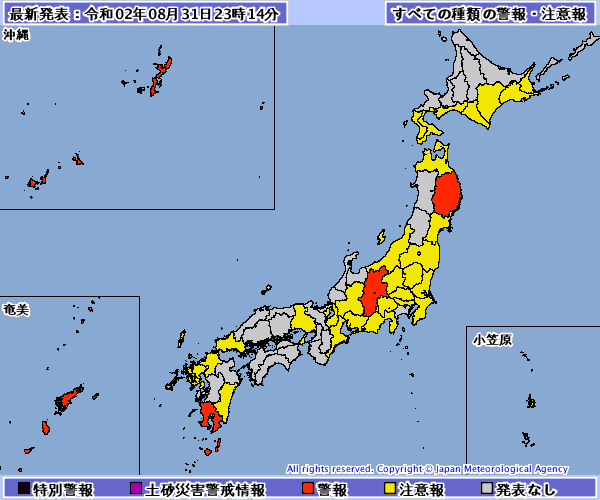 最新発表：令和02年08月31日23時14分
すべての種類の警報・注意報
沖縄
奄美
小笠原
All rights reserved. Copyright © Japan Meteorological Agency
特別警報 土砂災害警戒情報 警報 注意報 発表なし